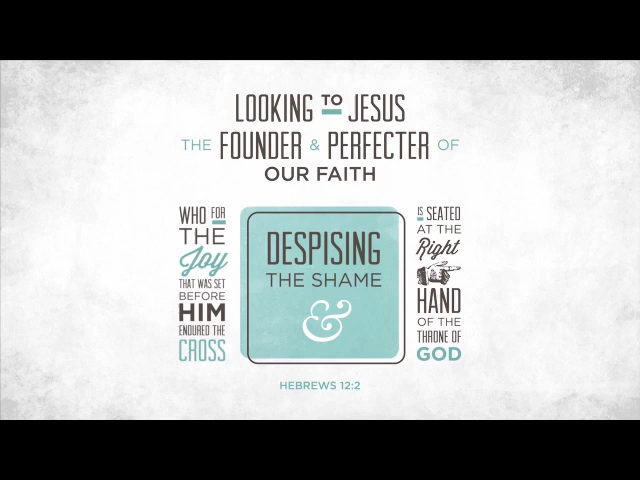 LOOKING TO JESUS
THE FOUNDER & PERFECTER OF
OUR FAITH
WHO FOR
THE
Joy
THAT WAS SET
BEFORE
HIM
ENDURED THE
CROSS
DESPISING
THE SHAME
&
IS SEATED
AT THE
Right
HAND
OF THE
THRONE OF
GOD
HEBREWS 12:2